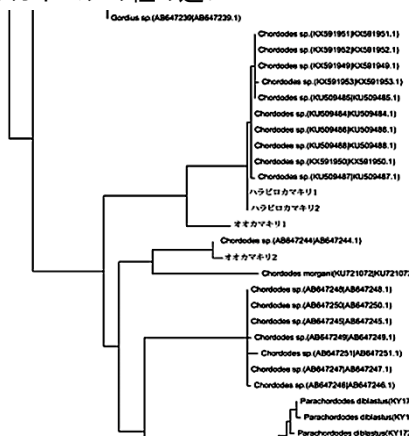 Gordius sp.(AB647239|AB647239.1)
Chordodes sp.(KX591951|KX591951.1)
Chordodes sp.(KX591952|KX591952.1)
Chordodes sp.(KX591949|KX591949.1)
Chordodes sp.(KX591953|KX591953.1)
Chordodes sp.(KU509485|KU509485.1)
Chordodes sp.(KU509484|KU509484.1)
Chordodes sp.(KU509486|KU509486.1)
Chordodes sp.(KU509488|KU509488.1)
Chordodes sp.(KX591950|KX591950.1)
Chordodes sp.(KU509487|KU509487.1)
ハラビロカマキリ1
ハラビロカマキリ2
オオカマキリ1
Chordodes sp.(AB647244|AB647244.1)
オオカマキリ2
Chordodes morgani(KU721072|KU721072
Chordodes sp.(AB647248|AB647248.1)
Chordodes sp.(AB647250|AB647250.1)
Chordodes sp.(AB647245|AB647245.1)
Chordodes sp.(AB647249|AB647249.1)
Chordodes sp.(AB647251|AB647251.1)
Chordodes sp.(AB647247|AB647247.1)
Chordodes sp.(AB647246|AB647246.1)
Parachordodes diblastus(KY17
Parachordodes diblastus(KY1
Parachordodes diblastus(KY172